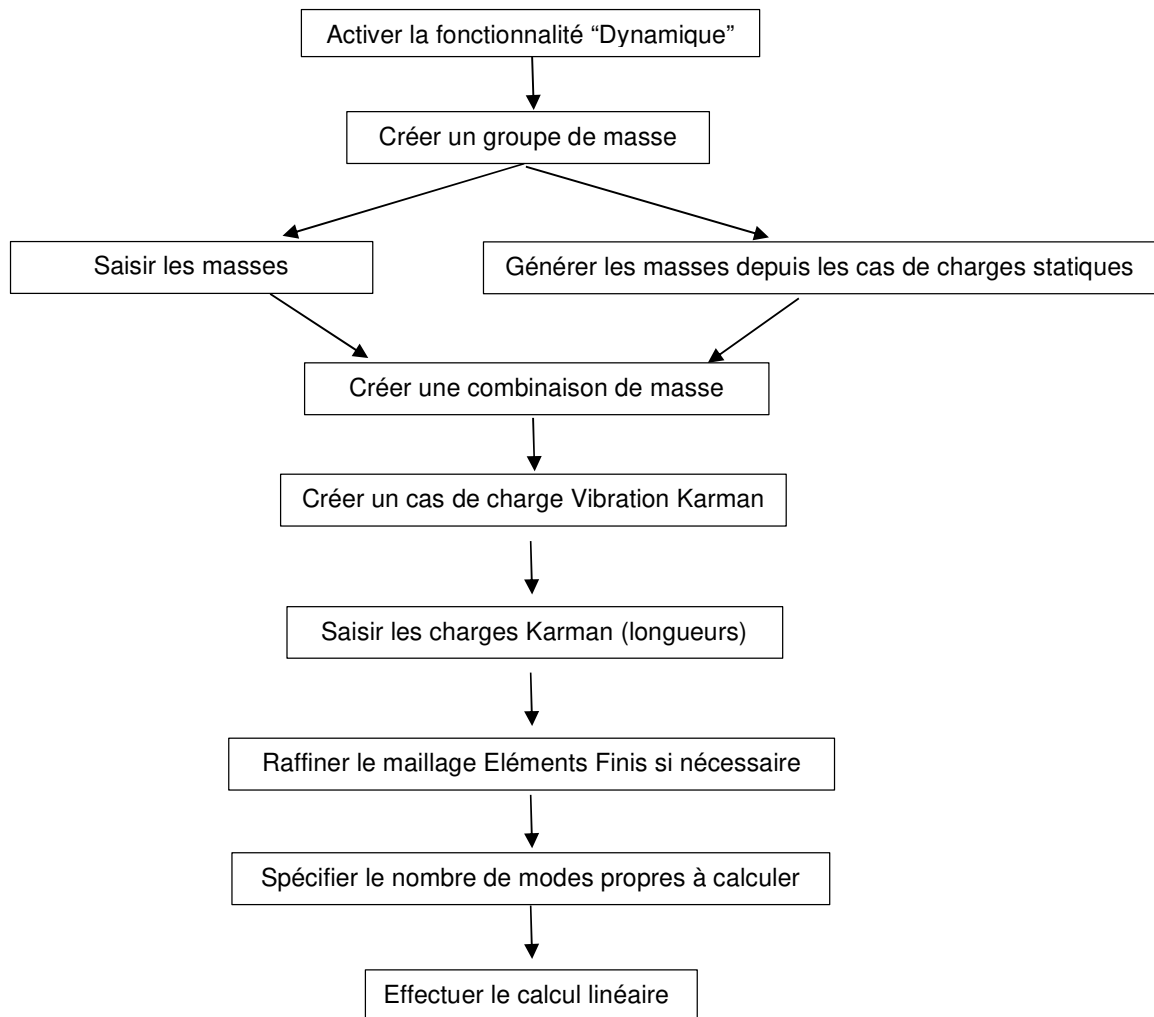 Activer la fonctionnalité “Dynamique”
Créer un groupe de masse
Saisir les masses
Générer les masses depuis les cas de charges statiques
Créer une combinaison de masse
Créer un cas de charge Vibration Karman
Saisir les charges Karman (longueurs)
Raffiner le maillage Eléments Finis si nécessaire
Spécifier le nombre de modes propres à calculer
Effectuer le calcul linéaire